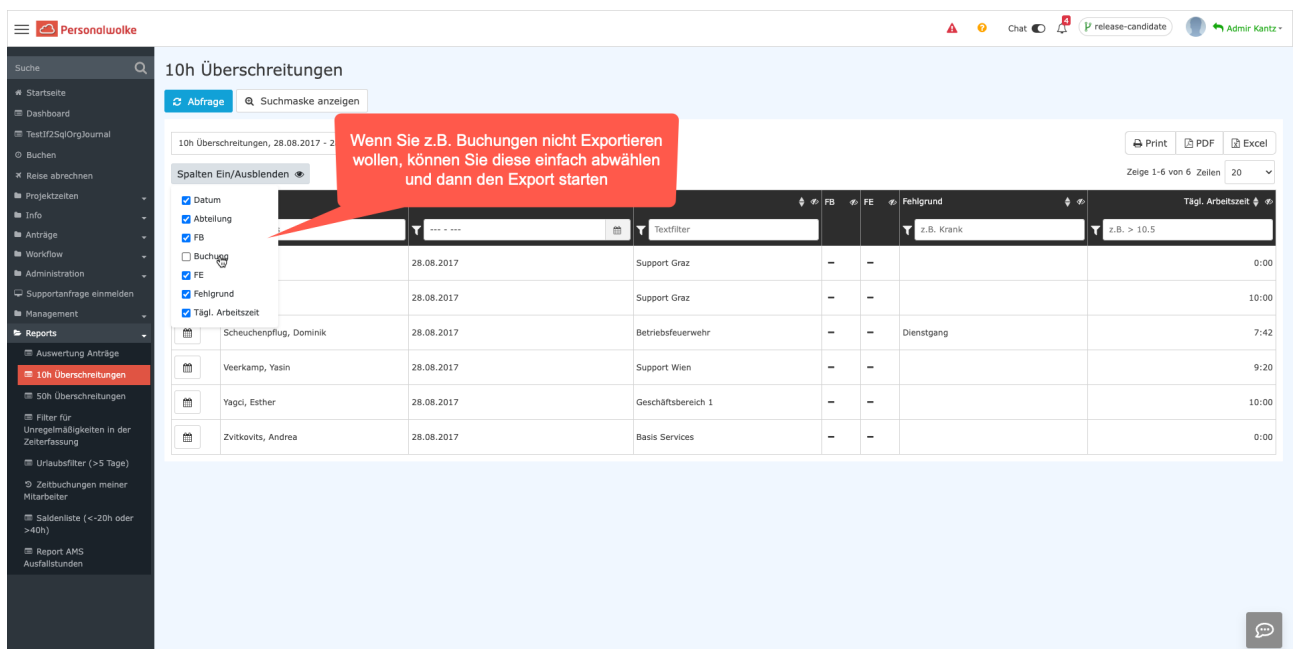 Personalwolke
Chat
4
release-candidate
Admir Kantz
Suche
Startseite
Dashboard
TestIf2SqlOrgJournal
Buchen
Reise abrechnen
Projektzeiten
Info
Anträge
Workflow
Administration
Supportanfrage einmelden
Management
Reports
Auswertung Anträge
10h Überschreitungen
50h Überschreitungen
Filter für
Unregelmäßigkeiten in der
Zeiterfassung
Urlaubsfilter (>5 Tage)
Zeitbuchungen meiner
Mitarbeiter
Saldenliste (<-20h oder
>40h)
Report AMS
Ausfallstunden
10h Überschreitungen
Abfrage
Suchmaske anzeigen
10h Überschreitungen, 28.08.2017 - 2
Wenn Sie z.B. Buchungen nicht Exportieren
wollen, können Sie diese einfach abwählen
und dann den Export starten
Print PDF Excel
Spalten Ein/Ausblenden
Zeige 1-6 von 6 Zeilen 20
Datum
Abteilung
FB
Buchung
FE
Fehlgrund
Tägl. Arbeitszeit
FB FE Fehlgrund Tägl. Arbeitszeit
--- - --- Textfilter z.B. Krank z.B. > 10.5
28.08.2017 Support Graz – – 0:00
28.08.2017 Support Graz – – 10:00
Scheuchenpflug, Dominik 28.08.2017 Betriebsfeuerwehr – – Dienstgang 7:42
Veerkamp, Yasin 28.08.2017 Support Wien – – 9:20
Yagci, Esther 28.08.2017 Geschäftsbereich 1 – – 10:00
Zvitkovits, Andrea 28.08.2017 Basis Services – – 0:00